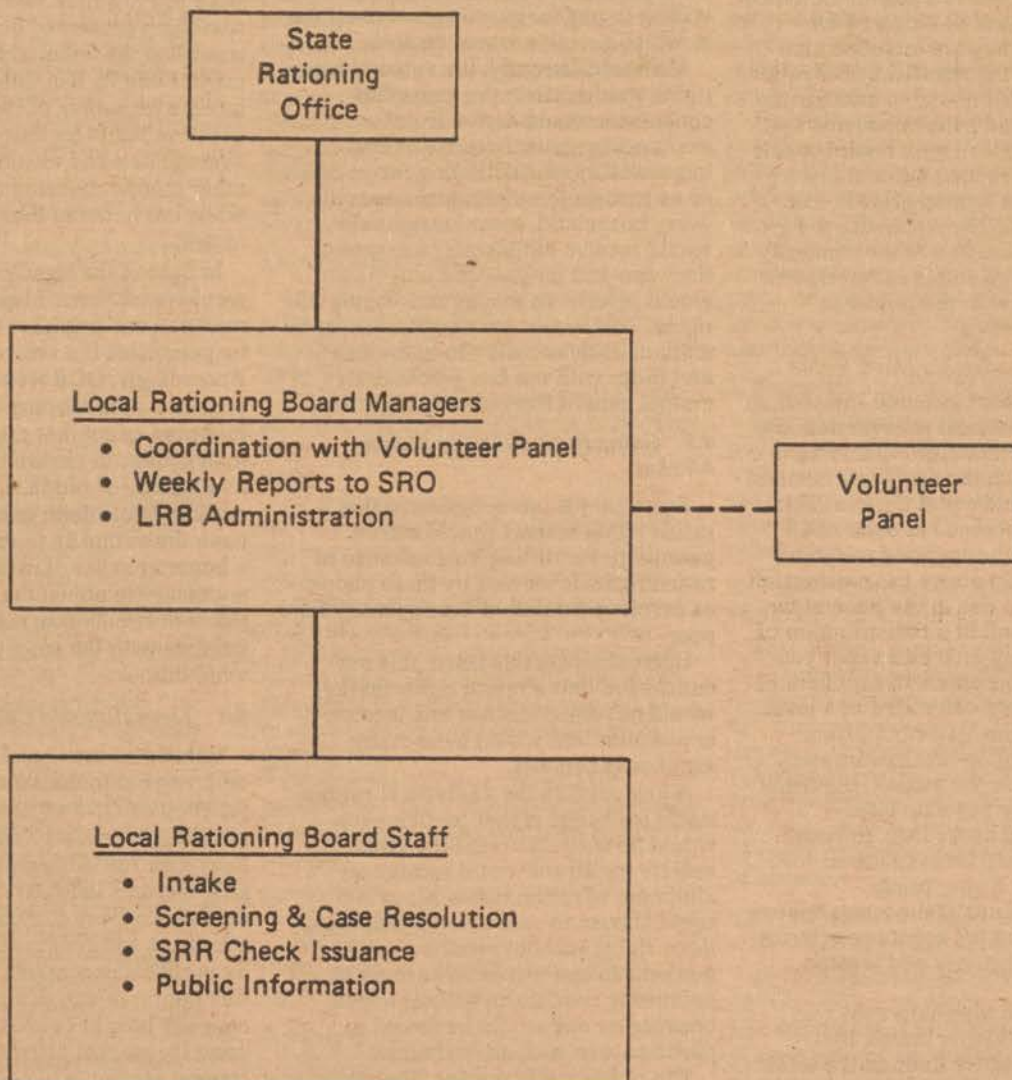 State
Rationing
Office
Local Rationing Board Managers
• Coordination with Volunteer Panel
• Weekly Reports to SRO
• LRB Administration
Volunteer
Panel
Local Rationing Board Staff
• Intake
• Screening & Case Resolution
• SRR Check Issuance
• Public Information